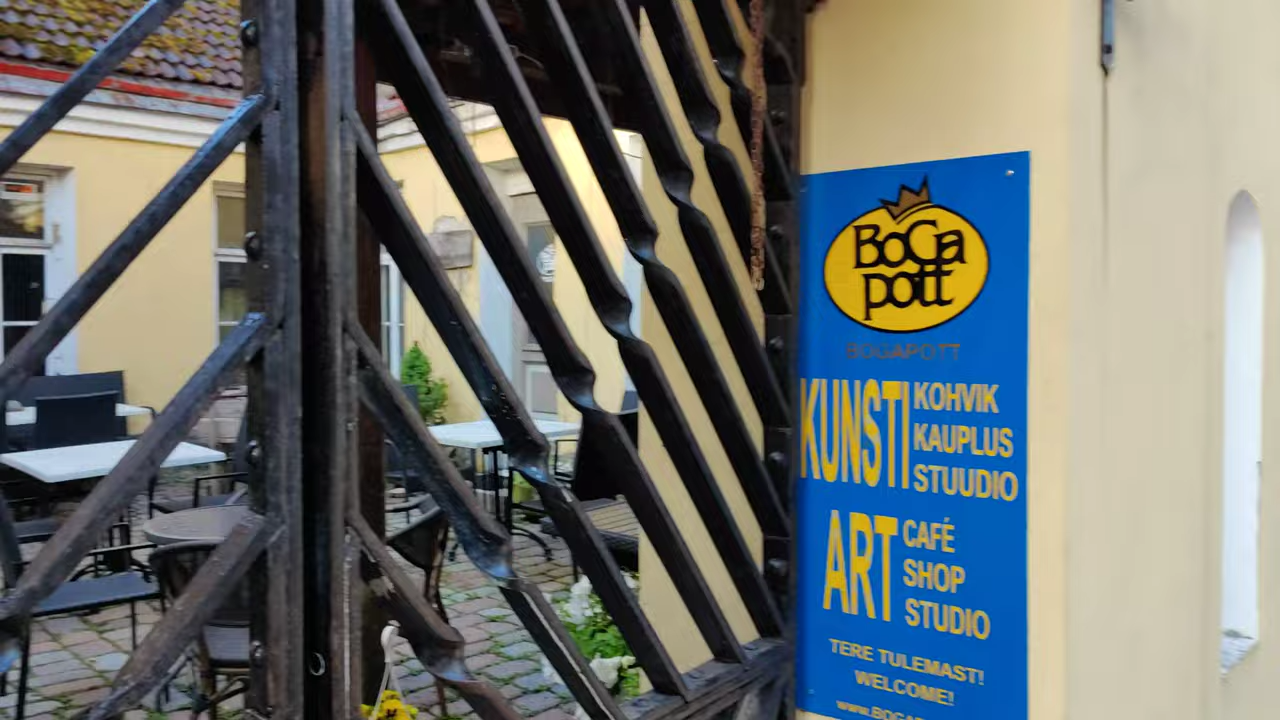 BoGa
pott
BOGAPOTT
KUNSTI KOHVIK
KAUPLUS
STUUDIO
ART CAFÉ
SHOP
STUDIO
TERE TULEMAST!
WELCOME!